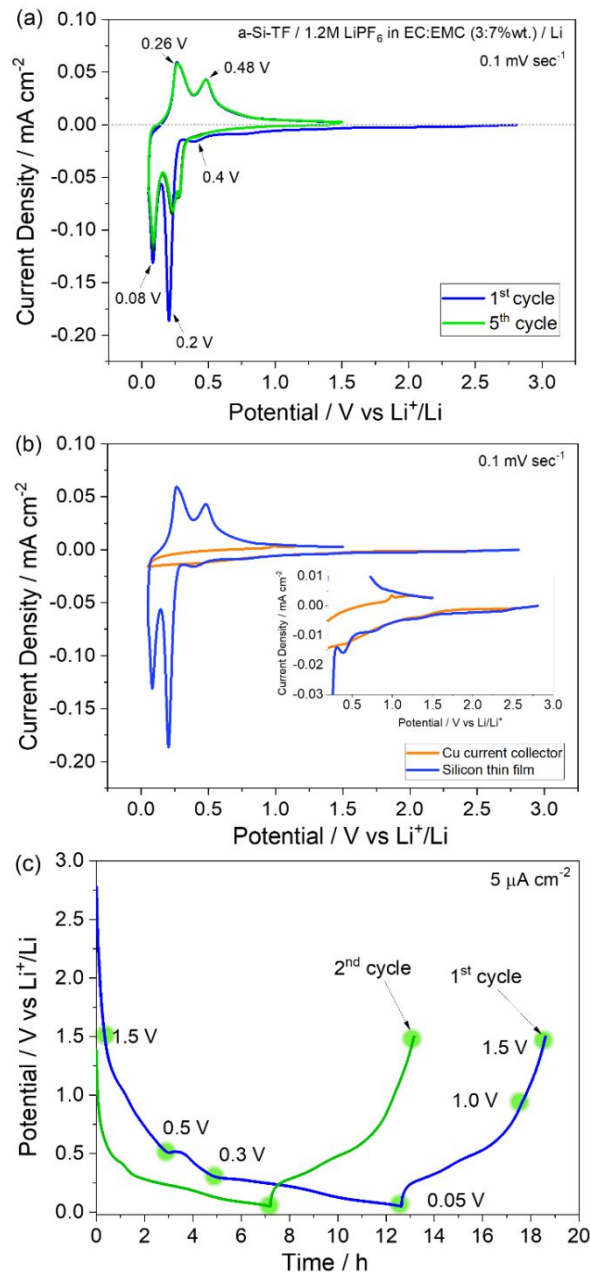 (a)
a-Si-TF / 1.2M LiPF6 in EC:EMC (3:7%wt.) / Li
0.1 mV sec-1
0.26 V
0.48 V
0.4 V
0.08 V
0.2 V
1st cycle
5th cycle
0.10
0.05
0.00
-0.05
-0.10
-0.15
-0.20
Current Density / mA cm-2
0.0 0.5 1.0 1.5 2.0 2.5 3.0
Potential / V vs Li+/Li
(b)
0.1 mV sec-1
0.10
0.05
0.00
-0.05
-0.10
-0.15
-0.20
Current Density / mA cm-2
0.01
0.00
-0.01
-0.02
-0.03
Current Density / mA cm-2
0.5 1.0 1.5 2.0 2.5 3.0
Potential / V vs Li/Li+
Cu current collector
Silicon thin film
0.0 0.5 1.0 1.5 2.0 2.5 3.0
Potential / V vs Li+/Li
(c)
5 μA cm-2
3.0
2.5
2.0
1.5
1.0
0.5
0.0
Potential / V vs Li+/Li
2nd cycle
1st cycle
1.5 V
1.5 V
1.0 V
0.5 V
0.3 V
0.05 V
0 2 4 6 8 10 12 14 16 18 20
Time / h